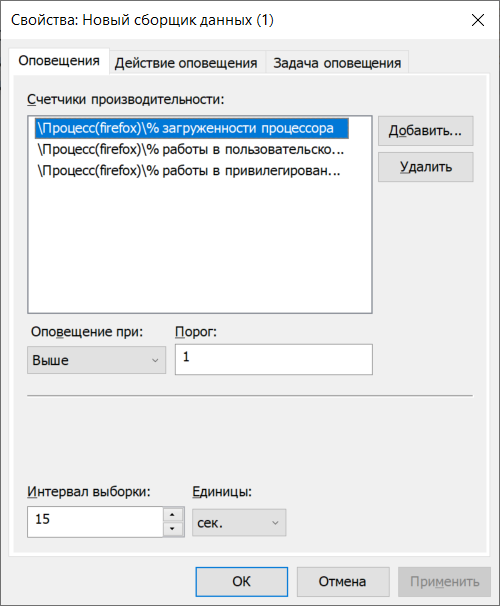 Свойства: Новый сборщик данных (1)
Оповещения Действие оповещения Задача оповещения
Счетчики производительности:
\Процесс(firefox)\% загруженности процессора
\Процесс(firefox)\% работы в пользовательско...
\Процесс(firefox)\% работы в привилегирован...
Добавить...
Удалить
Оповещение при: Порог:
Выше 1
Интервал выборки: Единицы:
15 сек.
ОК Отмена Применить